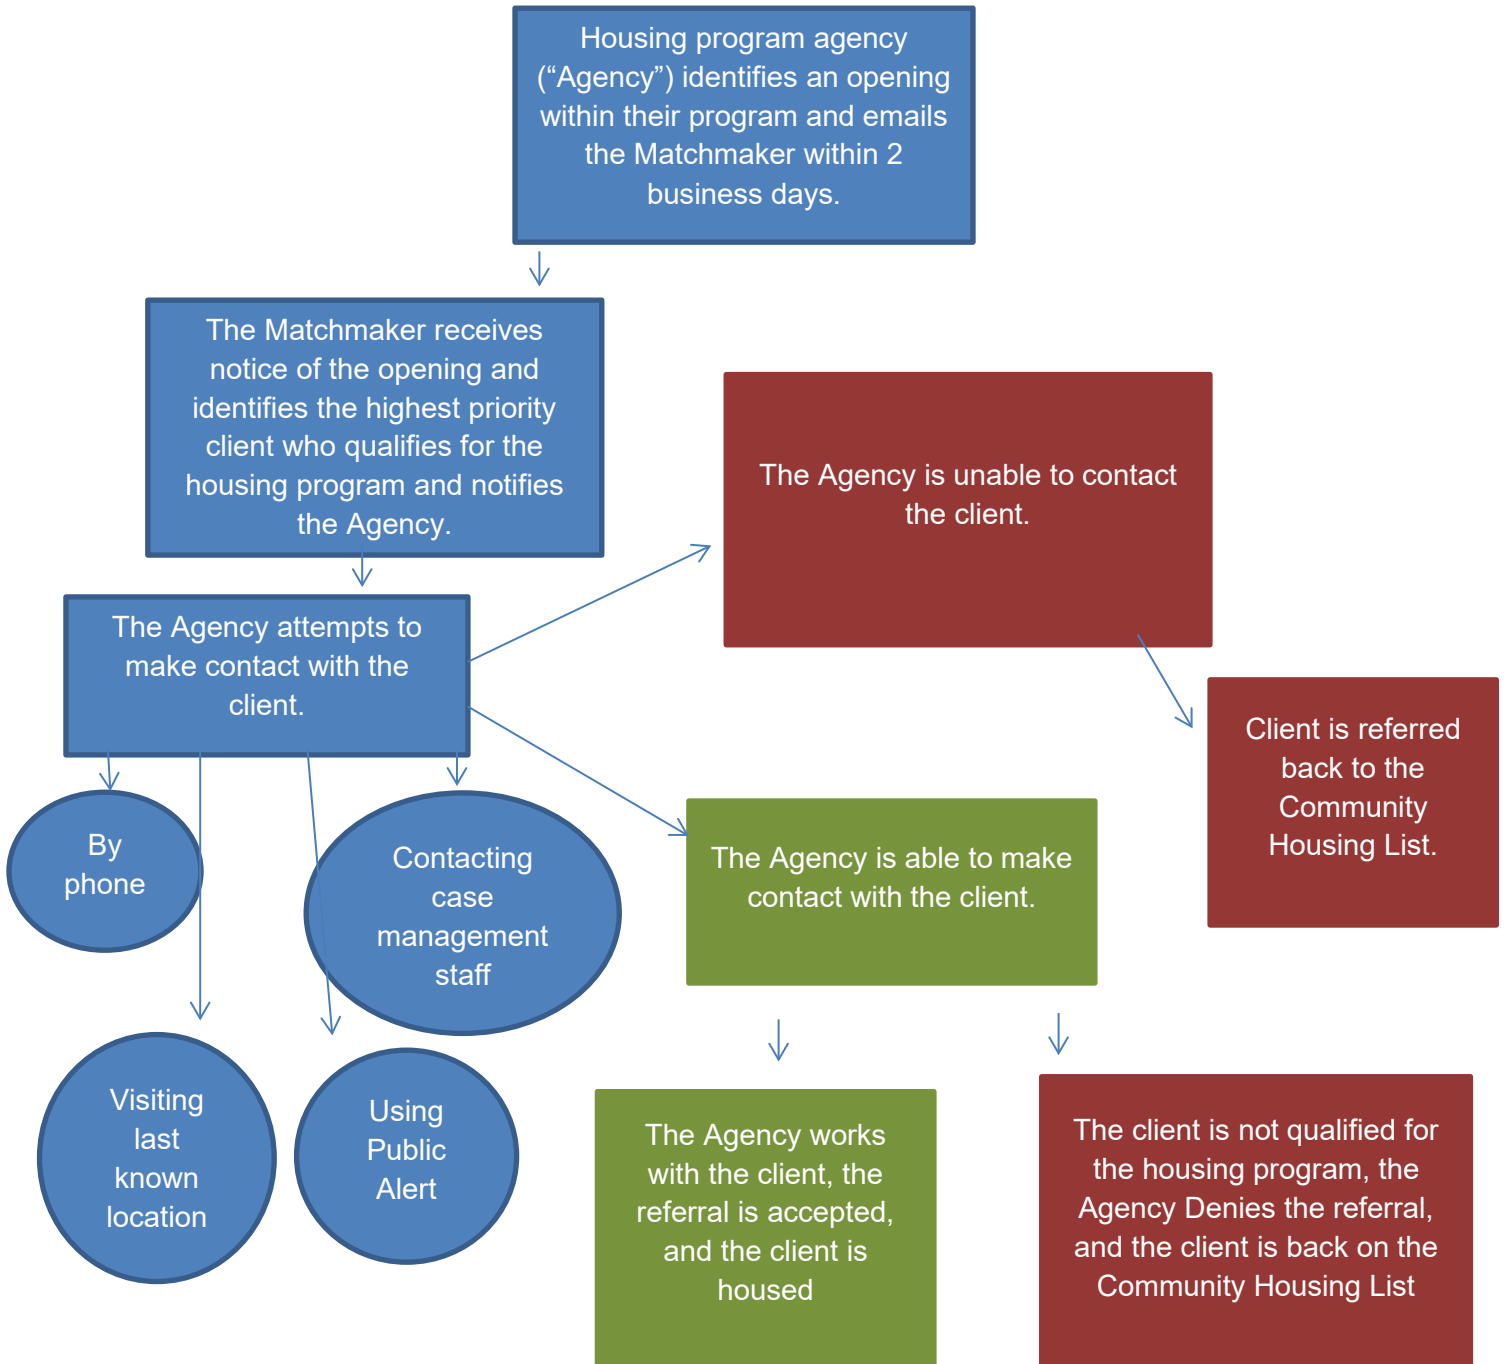 Housing program agency
(“Agency”) identifies an opening
within their program and emails
the Matchmaker within 2
business days.
The Matchmaker receives
notice of the opening and
identifies the highest priority
client who qualifies for the
housing program and notifies
the Agency.
The Agency is unable to contact
the client.
The Agency attempts to
make contact with the
client.
Client is referred
back to the
Community
Housing List.
By
phone
Contacting
case
management
staff
The Agency is able to make
contact with the client.
Visiting
last
known
location
Using
Public
Alert
The Agency works
with the client, the
referral is accepted,
and the client is
housed
The client is not qualified for
the housing program, the
Agency Denies the referral,
and the client is back on the
Community Housing List